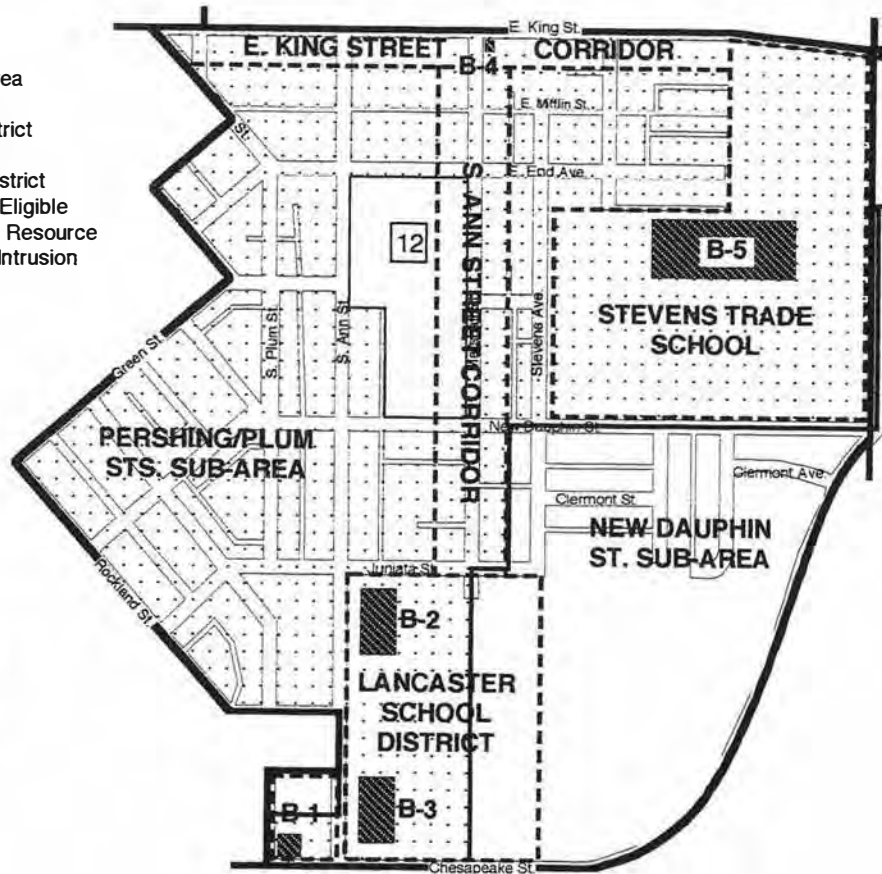 ea
trict
strict
Eligible
Resource
Intrusion
E. King St.
E. KING STREET
CORRIDOR
B-4
E. Mifflin St.
St.
E. End Ave.
12
S. ANN STREET CORRIDOR
B-5
STEVENS TRADE
SCHOOL
Stevens Ave.
S. Plum St.
S. Ann St.
Green St.
New Dauphin St.
PERSHING/PLUM
STS. SUB-AREA
Clermont Ave.
Clermont St.
NEW DAUPHIN
ST. SUB-AREA
Rockland St.
Juniata St.
B-2
LANCASTER
SCHOOL
DISTRICT
B-1
B-3
Chesapeake St.